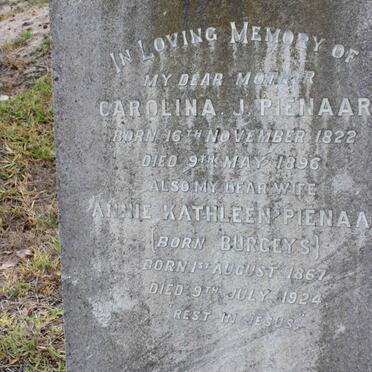 IN LOVING MEMORY OF
MY DEAR MOTHER
CAROLINA. J. PIENAAR
BORN 16TH NOVEMBER 1822
DIED 9TH MAY 1896
ALSO MY DEAR WIFE
ANNIE KATHLEEN PIENAA
(BORN BURGEYS)
BORN 1ST AUGUST 1867
DIED 9TH JULY 1924
"REST IN JESUS"